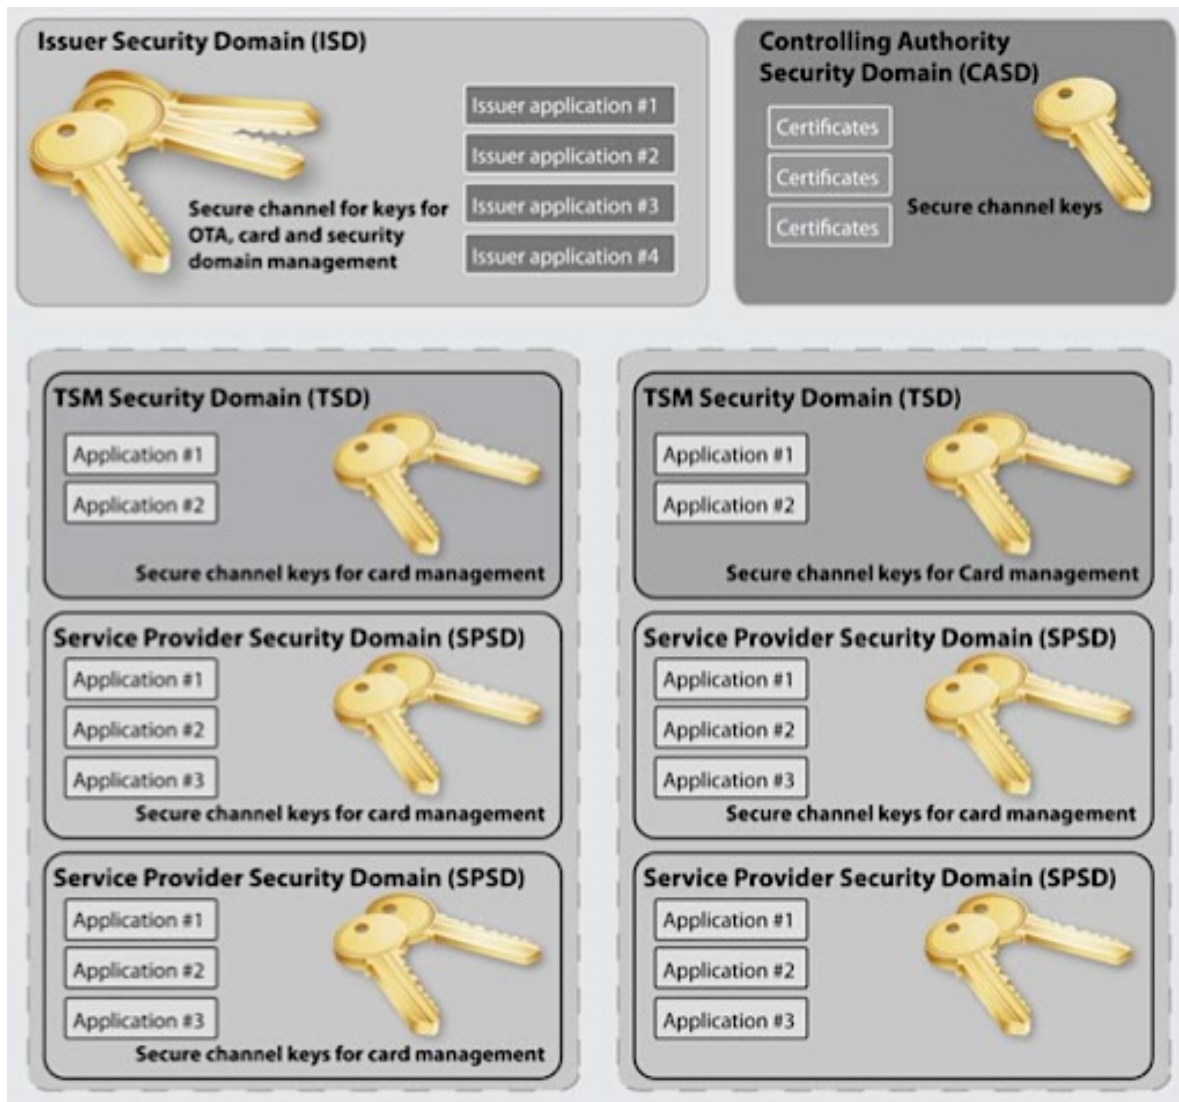 Issuer Security Domain (ISD)
Issuer application #1
Issuer application #2
Issuer application #3
Issuer application #4
Secure channel for keys for
OTA, card and security
domain management
Controlling Authority
Security Domain (CASD)
Certificates
Certificates
Certificates
Secure channel keys
TSM Security Domain (TSD)
Application #1
Application #2
Secure channel keys for card management
Service Provider Security Domain (SPSD)
Application #1
Application #2
Application #3
Secure channel keys for card management
Service Provider Security Domain (SPSD)
Application #1
Application #2
Application #3
Secure channel keys for card management
TSM Security Domain (TSD)
Application #1
Application #2
Secure channel keys for Card management
Service Provider Security Domain (SPSD)
Application #1
Application #2
Application #3
Secure channel keys for card management
Service Provider Security Domain (SPSD)
Application #1
Application #2
Application #3